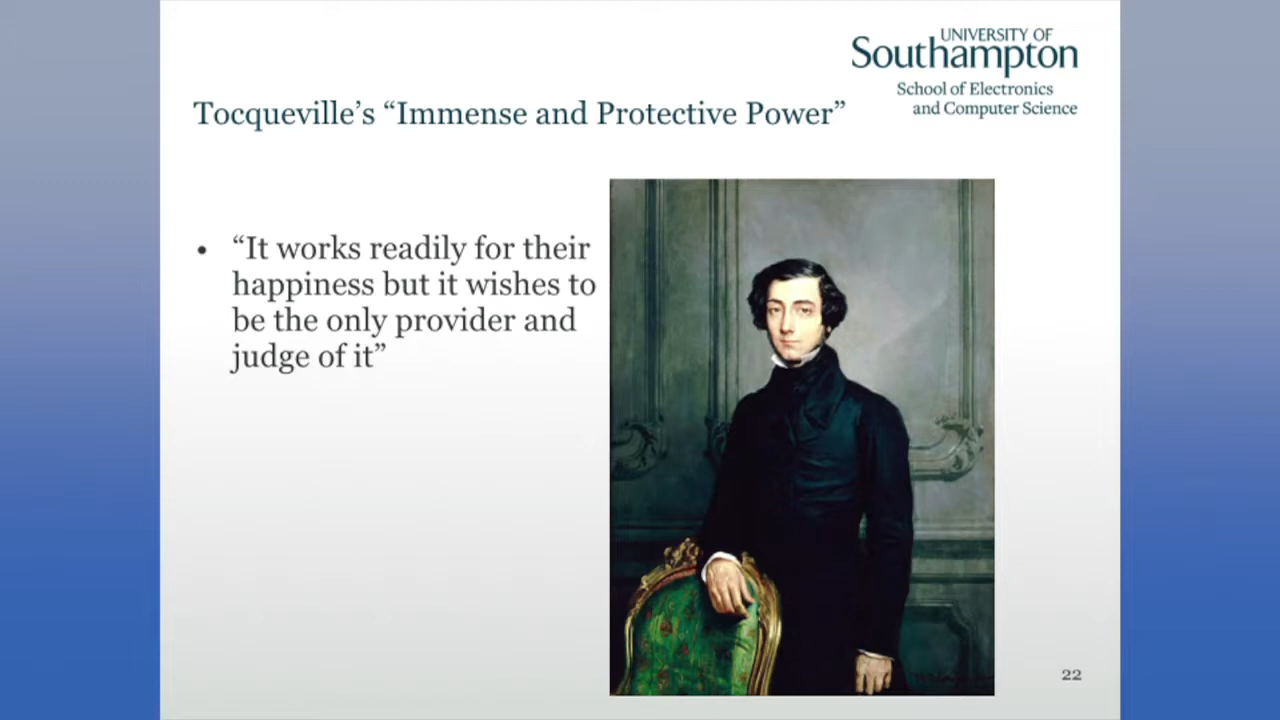 UNIVERSITY OF
Southampton
School of Electronics
and Computer Science
Tocqueville’s “Immense and Protective Power”
• “It works readily for their
happiness but it wishes to
be the only provider and
judge of it”
22